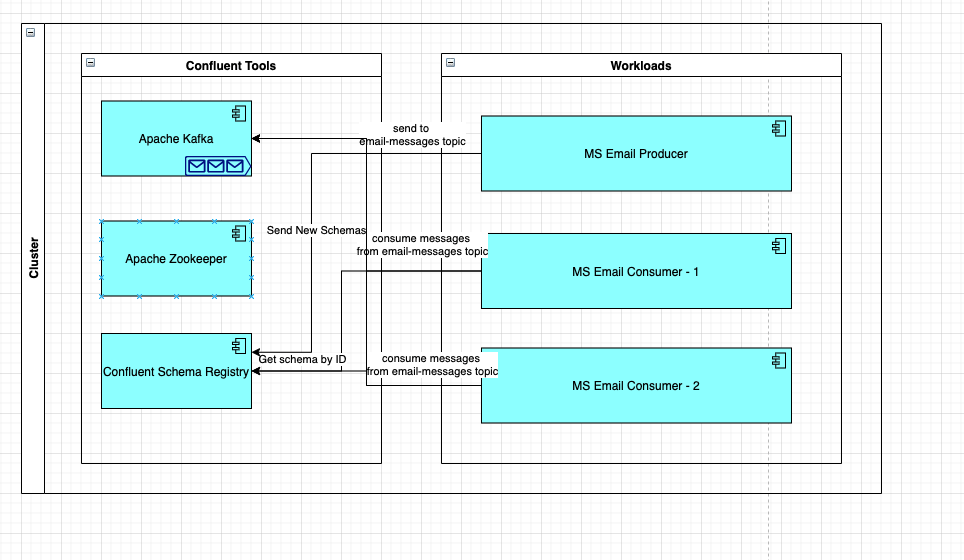 Cluster
Confluent Tools
Workloads
Apache Kafka
send to
email-messages topic
MS Email Producer
Send New Schemas
Apache Zookeeper
consume messages
from email-messages topic
MS Email Consumer - 1
Get schema by ID
Confluent Schema Registry
consume messages
from email-messages topic
MS Email Consumer - 2